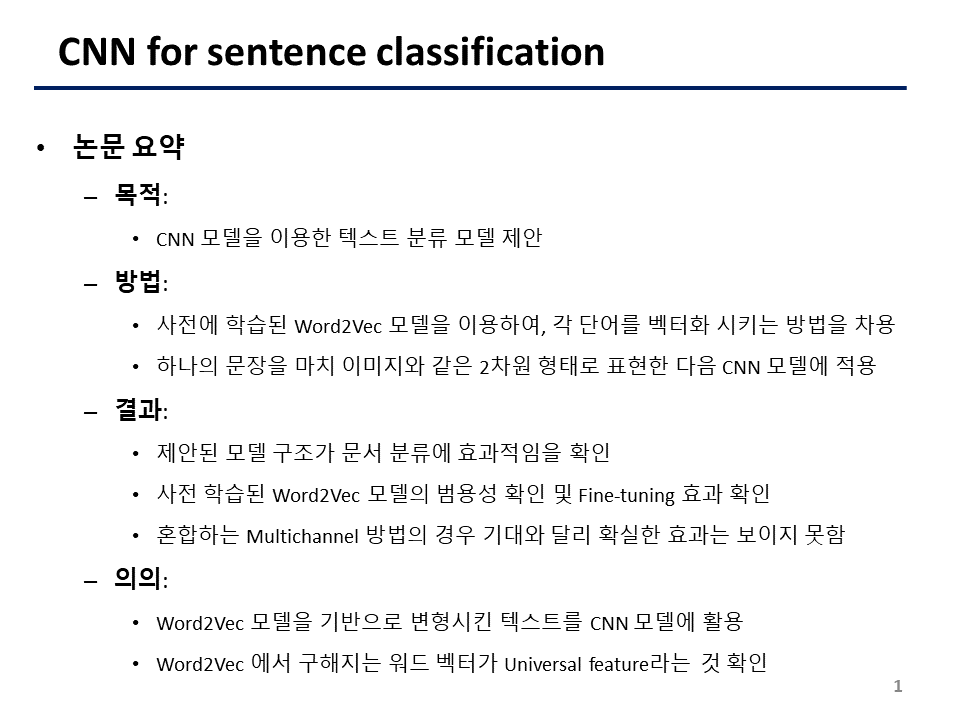 CNN for sentence classification
• 논문 요약
– 목적:
• CNN 모델을 이용한 텍스트 분류 모델 제안
– 방법:
• 사전에 학습된 Word2Vec 모델을 이용하여, 각 단어를 벡터화 시키는 방법을 차용
• 하나의 문장을 마치 이미지와 같은 2차원 형태로 표현한 다음 CNN 모델에 적용
– 결과:
• 제안된 모델 구조가 문서 분류에 효과적임을 확인
• 사전 학습된 Word2Vec 모델의 범용성 확인 및 Fine-tuning 효과 확인
• 혼합하는 Multichannel 방법의 경우 기대와 달리 확실한 효과는 보이지 못함
– 의의:
• Word2Vec 모델을 기반으로 변형시킨 텍스트를 CNN 모델에 활용
• Word2Vec 에서 구해지는 워드 벡터가 Universal feature라는 것 확인
1